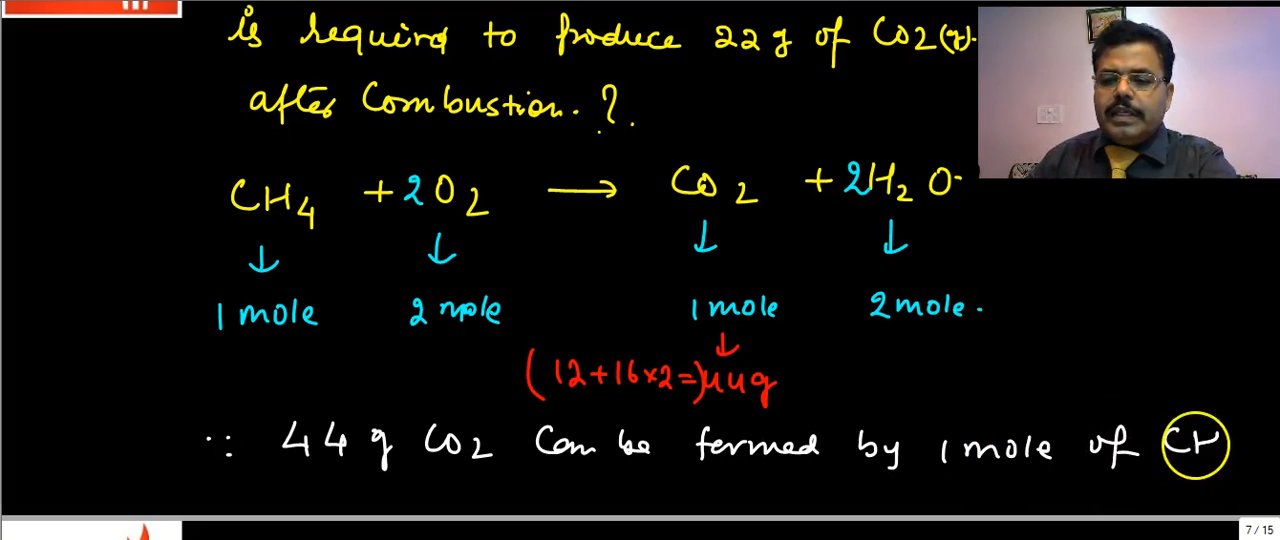 is required to produce 22 g of CO2(g).
after Combustion. ?
CH4 + 2O2 → CO2 + 2H2O
1 mole 2 mole 1 mole 2 mole.
(12+16×2=)44g
∵ 44 g CO2 Can be formed by 1 mole of CH
7 / 15